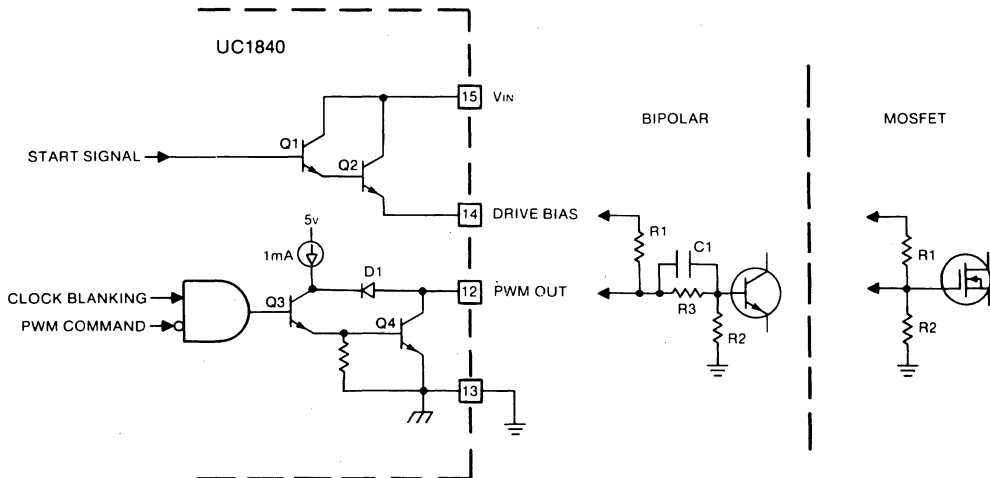 UC1840
15 VIN
BIPOLAR
MOSFET
Q1
START SIGNAL
Q2
14 DRIVE BIAS
5v
1mA
R1
C1
R1
D1
12 PWM OUT
CLOCK BLANKING
Q3
PWM COMMAND
Q4
R3
R2
R2
13